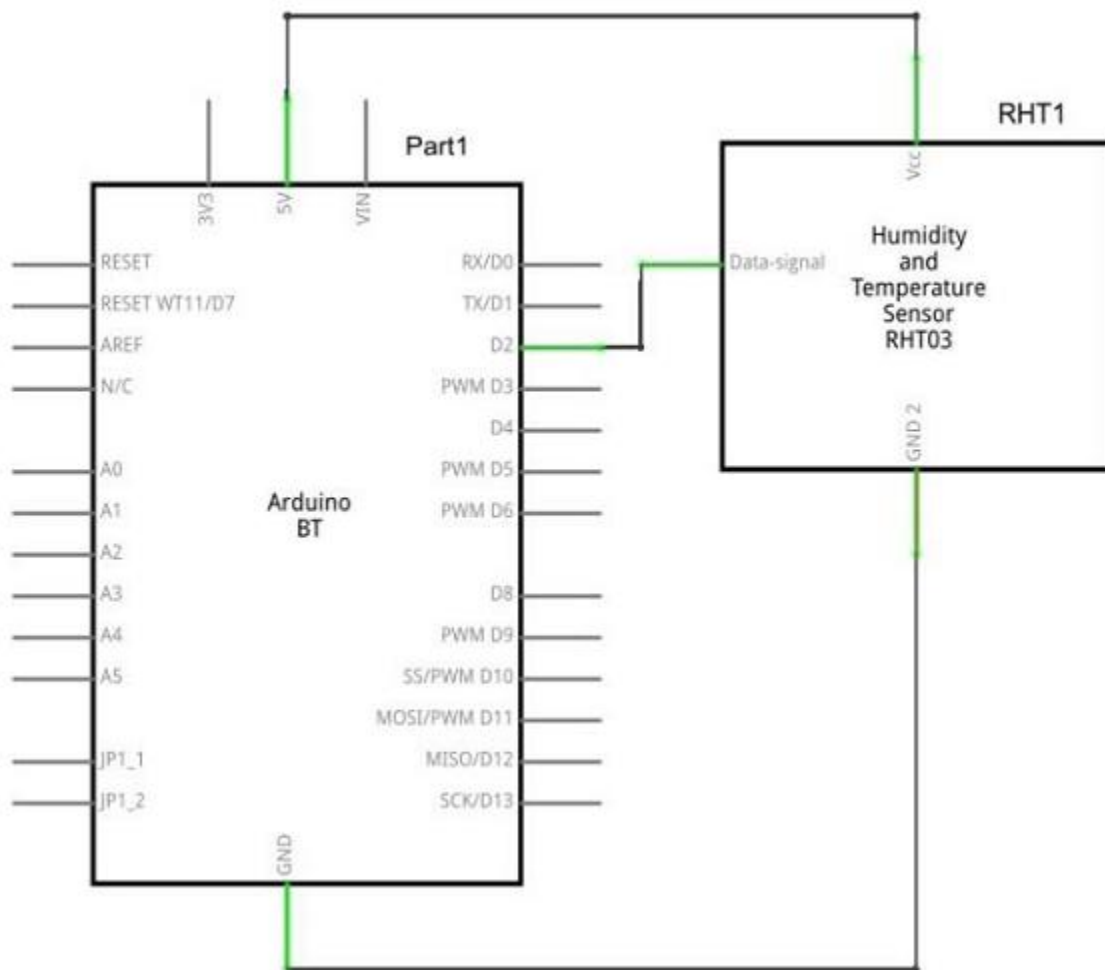 Part1
RHT1
3V3
5V
VIN
RESET
RESET WT11/D7
AREF
N/C
A0
A1
A2
A3
A4
A5
JP1_1
JP1_2
Arduino
BT
RX/D0
TX/D1
D2
PWM D3
D4
PWM D5
PWM D6
D8
PWM D9
SS/PWM D10
MOSI/PWM D11
MISO/D12
SCK/D13
GND
Vcc
Data-signal
Humidity
and
Temperature
Sensor
RHT03
GND 2